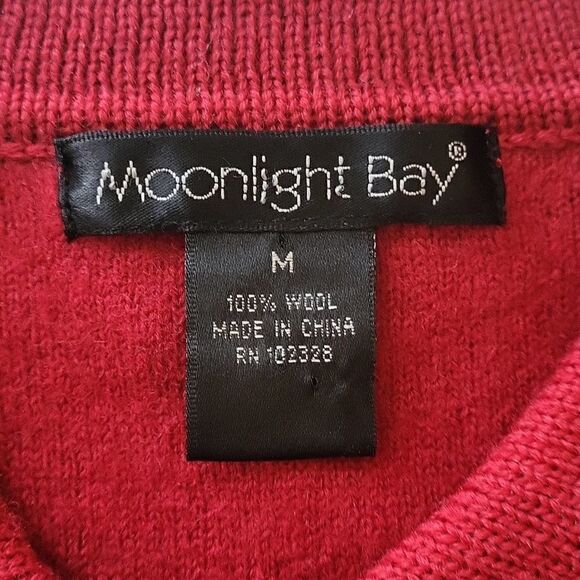 Moonlight Bay®
M
100% WOOL
MADE IN CHINA
RN 102328